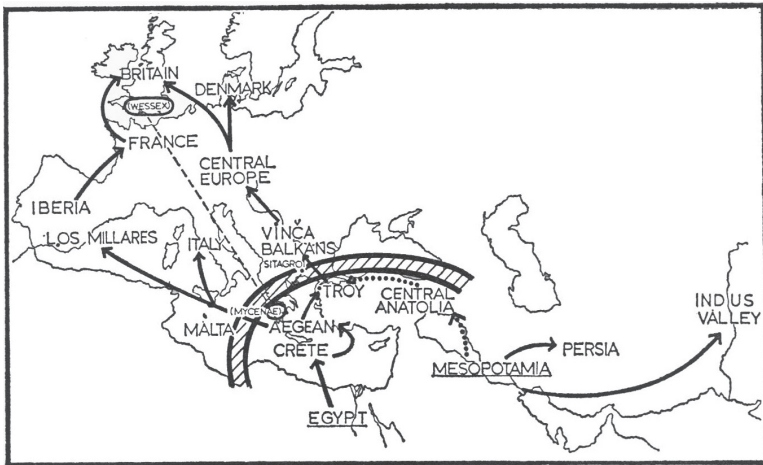 BRITAIN
(WESSEX)
DENMARK
FRANCE
CENTRAL
EUROPE
IBERIA
LOS MILLARES
ITALY
VINČA
BALKANS
SITAGROI
TROY
CENTRAL
ANATOLIA
(MYCENAE)
MALTA
AEGEAN
CRETE
EGYPT
MESOPOTAMIA
PERSIA
INDUS
VALLEY